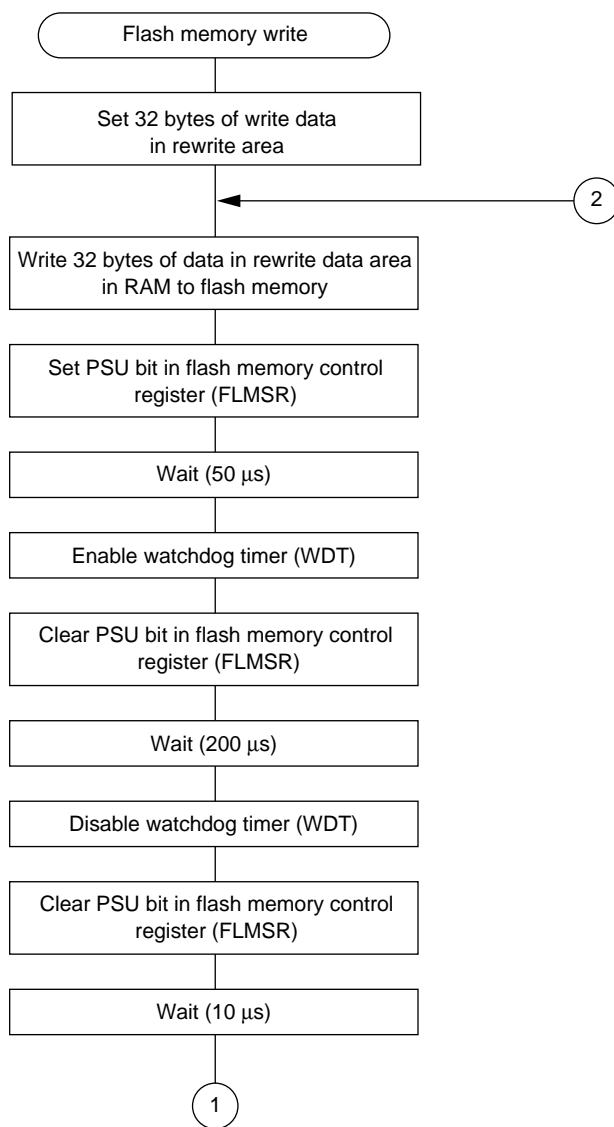 Flash memory write
Set 32 bytes of write data
in rewrite area
2
Write 32 bytes of data in rewrite data area
in RAM to flash memory
Set PSU bit in flash memory control
register (FLMSR)
Wait (50 μs)
Enable watchdog timer (WDT)
Clear PSU bit in flash memory control
register (FLMSR)
Wait (200 μs)
Disable watchdog timer (WDT)
Clear PSU bit in flash memory control
register (FLMSR)
Wait (10 μs)
1